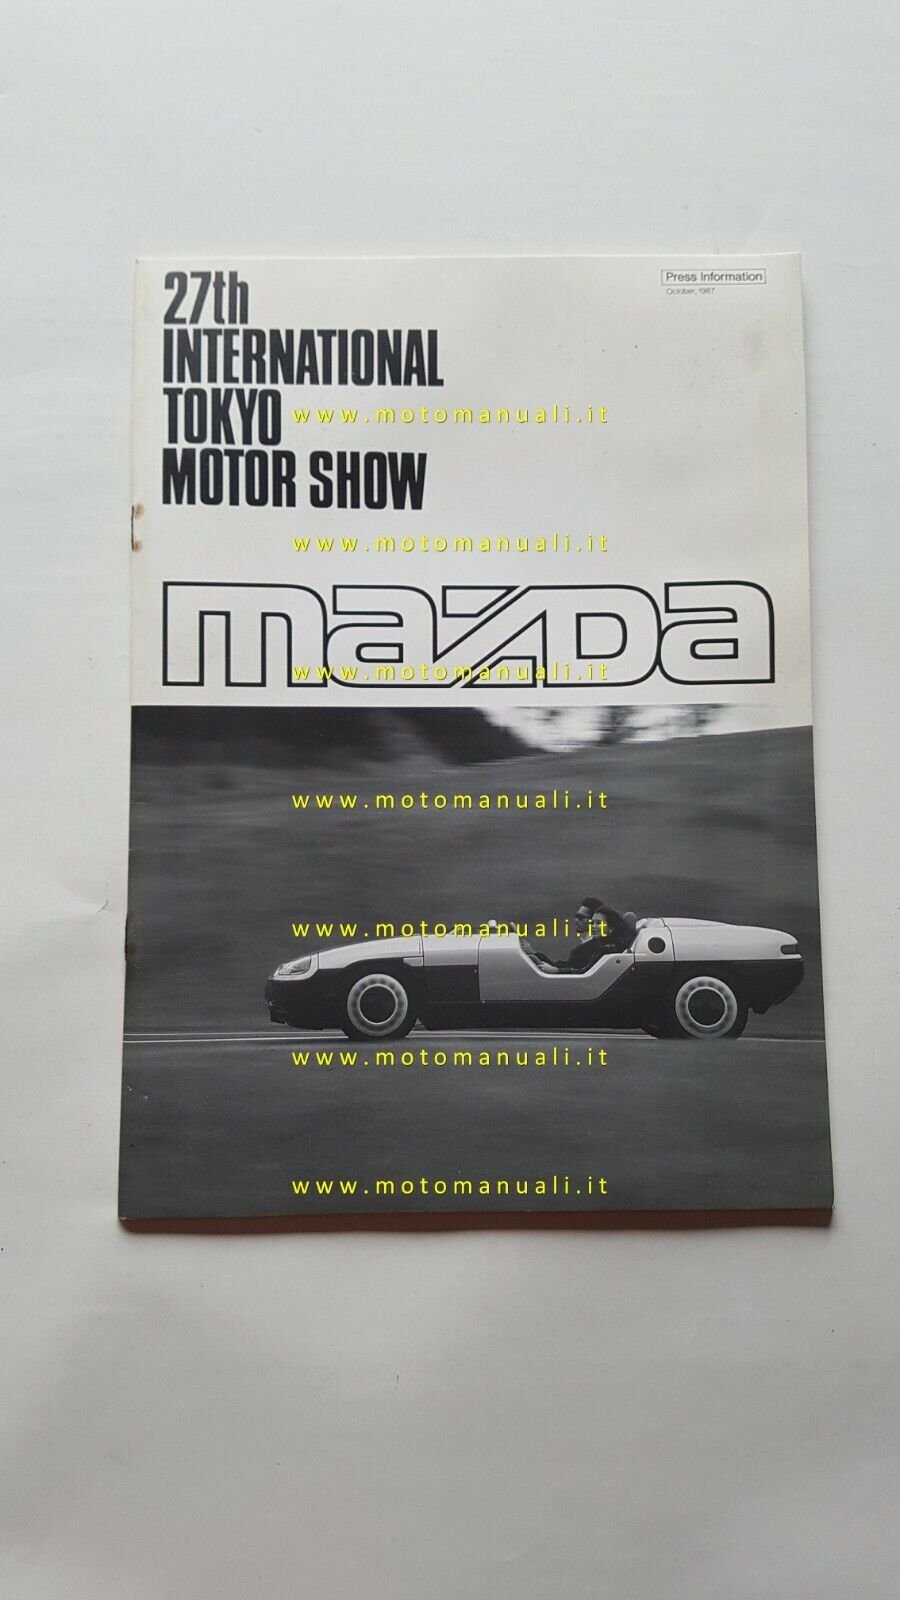 27th
INTERNATIONAL
TOKYO
MOTOR SHOW
Press Information
October, 1987
www.motomanuali.it
www.motomanuali.it
mazDa
www.motomanuali.it
www.motomanuali.it
www.motomanuali.it
www.motomanuali.it
www.motomanuali.it